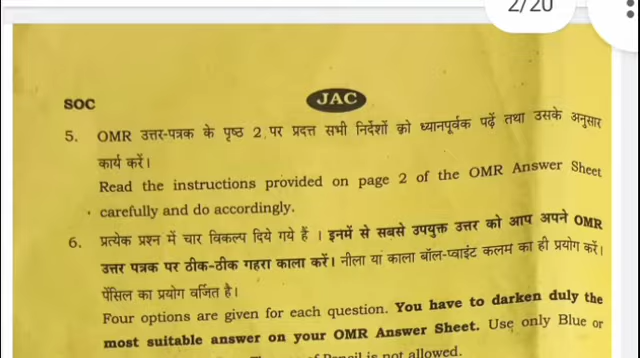 2/20
SOC
JAC
5. OMR उत्तर-पत्रक के पृष्ठ 2 पर प्रदत्त सभी निर्देशों को ध्यानपूर्वक पढ़ें तथा उसके अनुसार
कार्य करें।
Read the instructions provided on page 2 of the OMR Answer Sheet
carefully and do accordingly.
6. प्रत्येक प्रश्न में चार विकल्प दिये गये हैं । इनमें से सबसे उपयुक्त उत्तर को आप अपने OMR
उत्तर पत्रक पर ठीक-ठीक गहरा काला करें। नीला या काला बॉल-प्वाइंट कलम का ही प्रयोग करें।
पेंसिल का प्रयोग वर्जित है।
Four options are given for each question. You have to darken duly the
most suitable answer on your OMR Answer Sheet. Use only Blue or
of Pencil is not allowed.